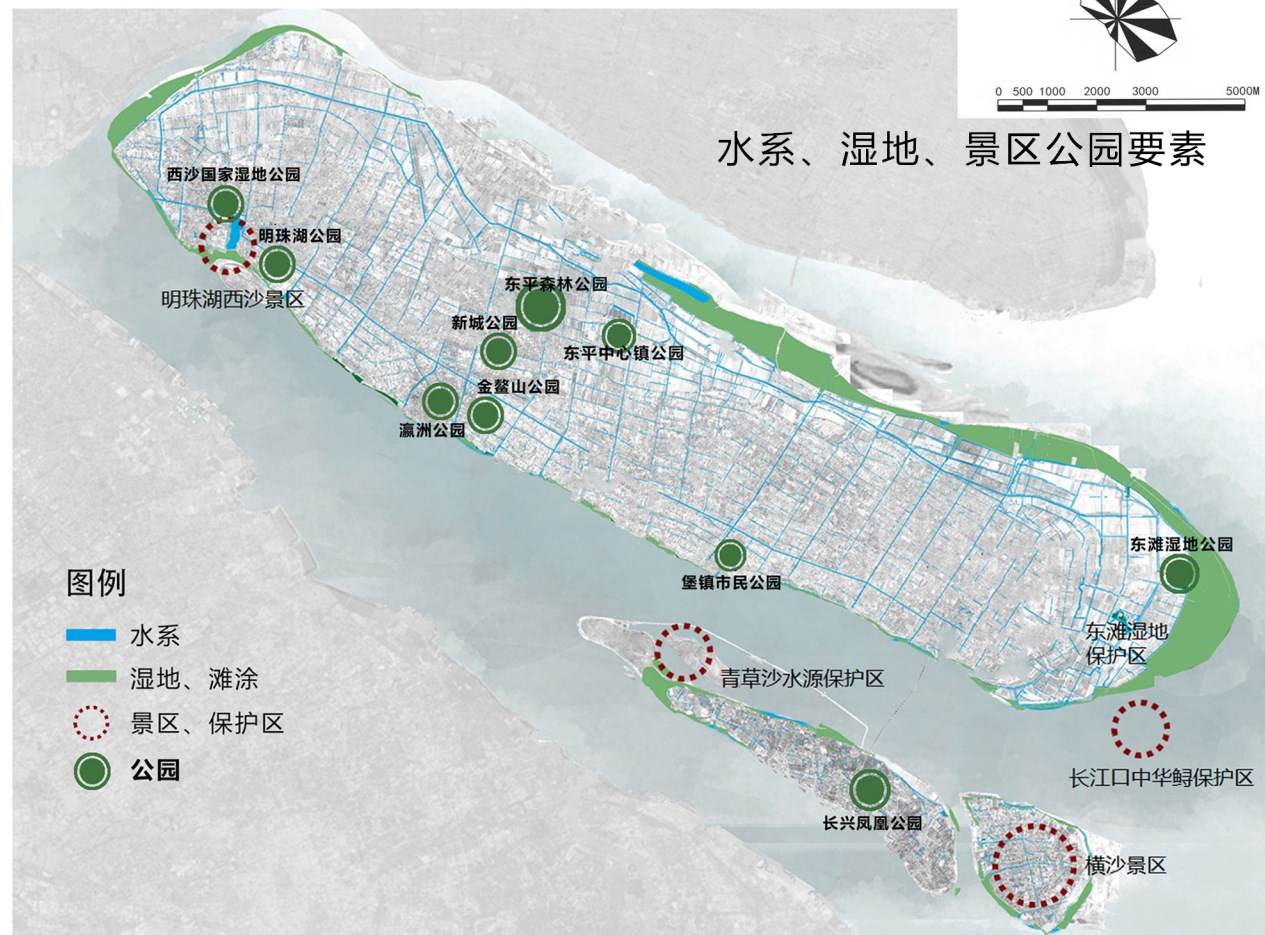 0 500 1000 2000 3000 5000M
水系、湿地、景区公园要素
西沙国家湿地公园
明珠湖公园
明珠湖西沙景区
东平森林公园
新城公园
东平中心镇公园
金鳌山公园
瀛洲公园
东滩湿地公园
堡镇市民公园
东滩湿地
保护区
青草沙水源保护区
长江口中华鲟保护区
长兴凤凰公园
横沙景区
图例
水系
湿地、滩涂
景区、保护区
公园